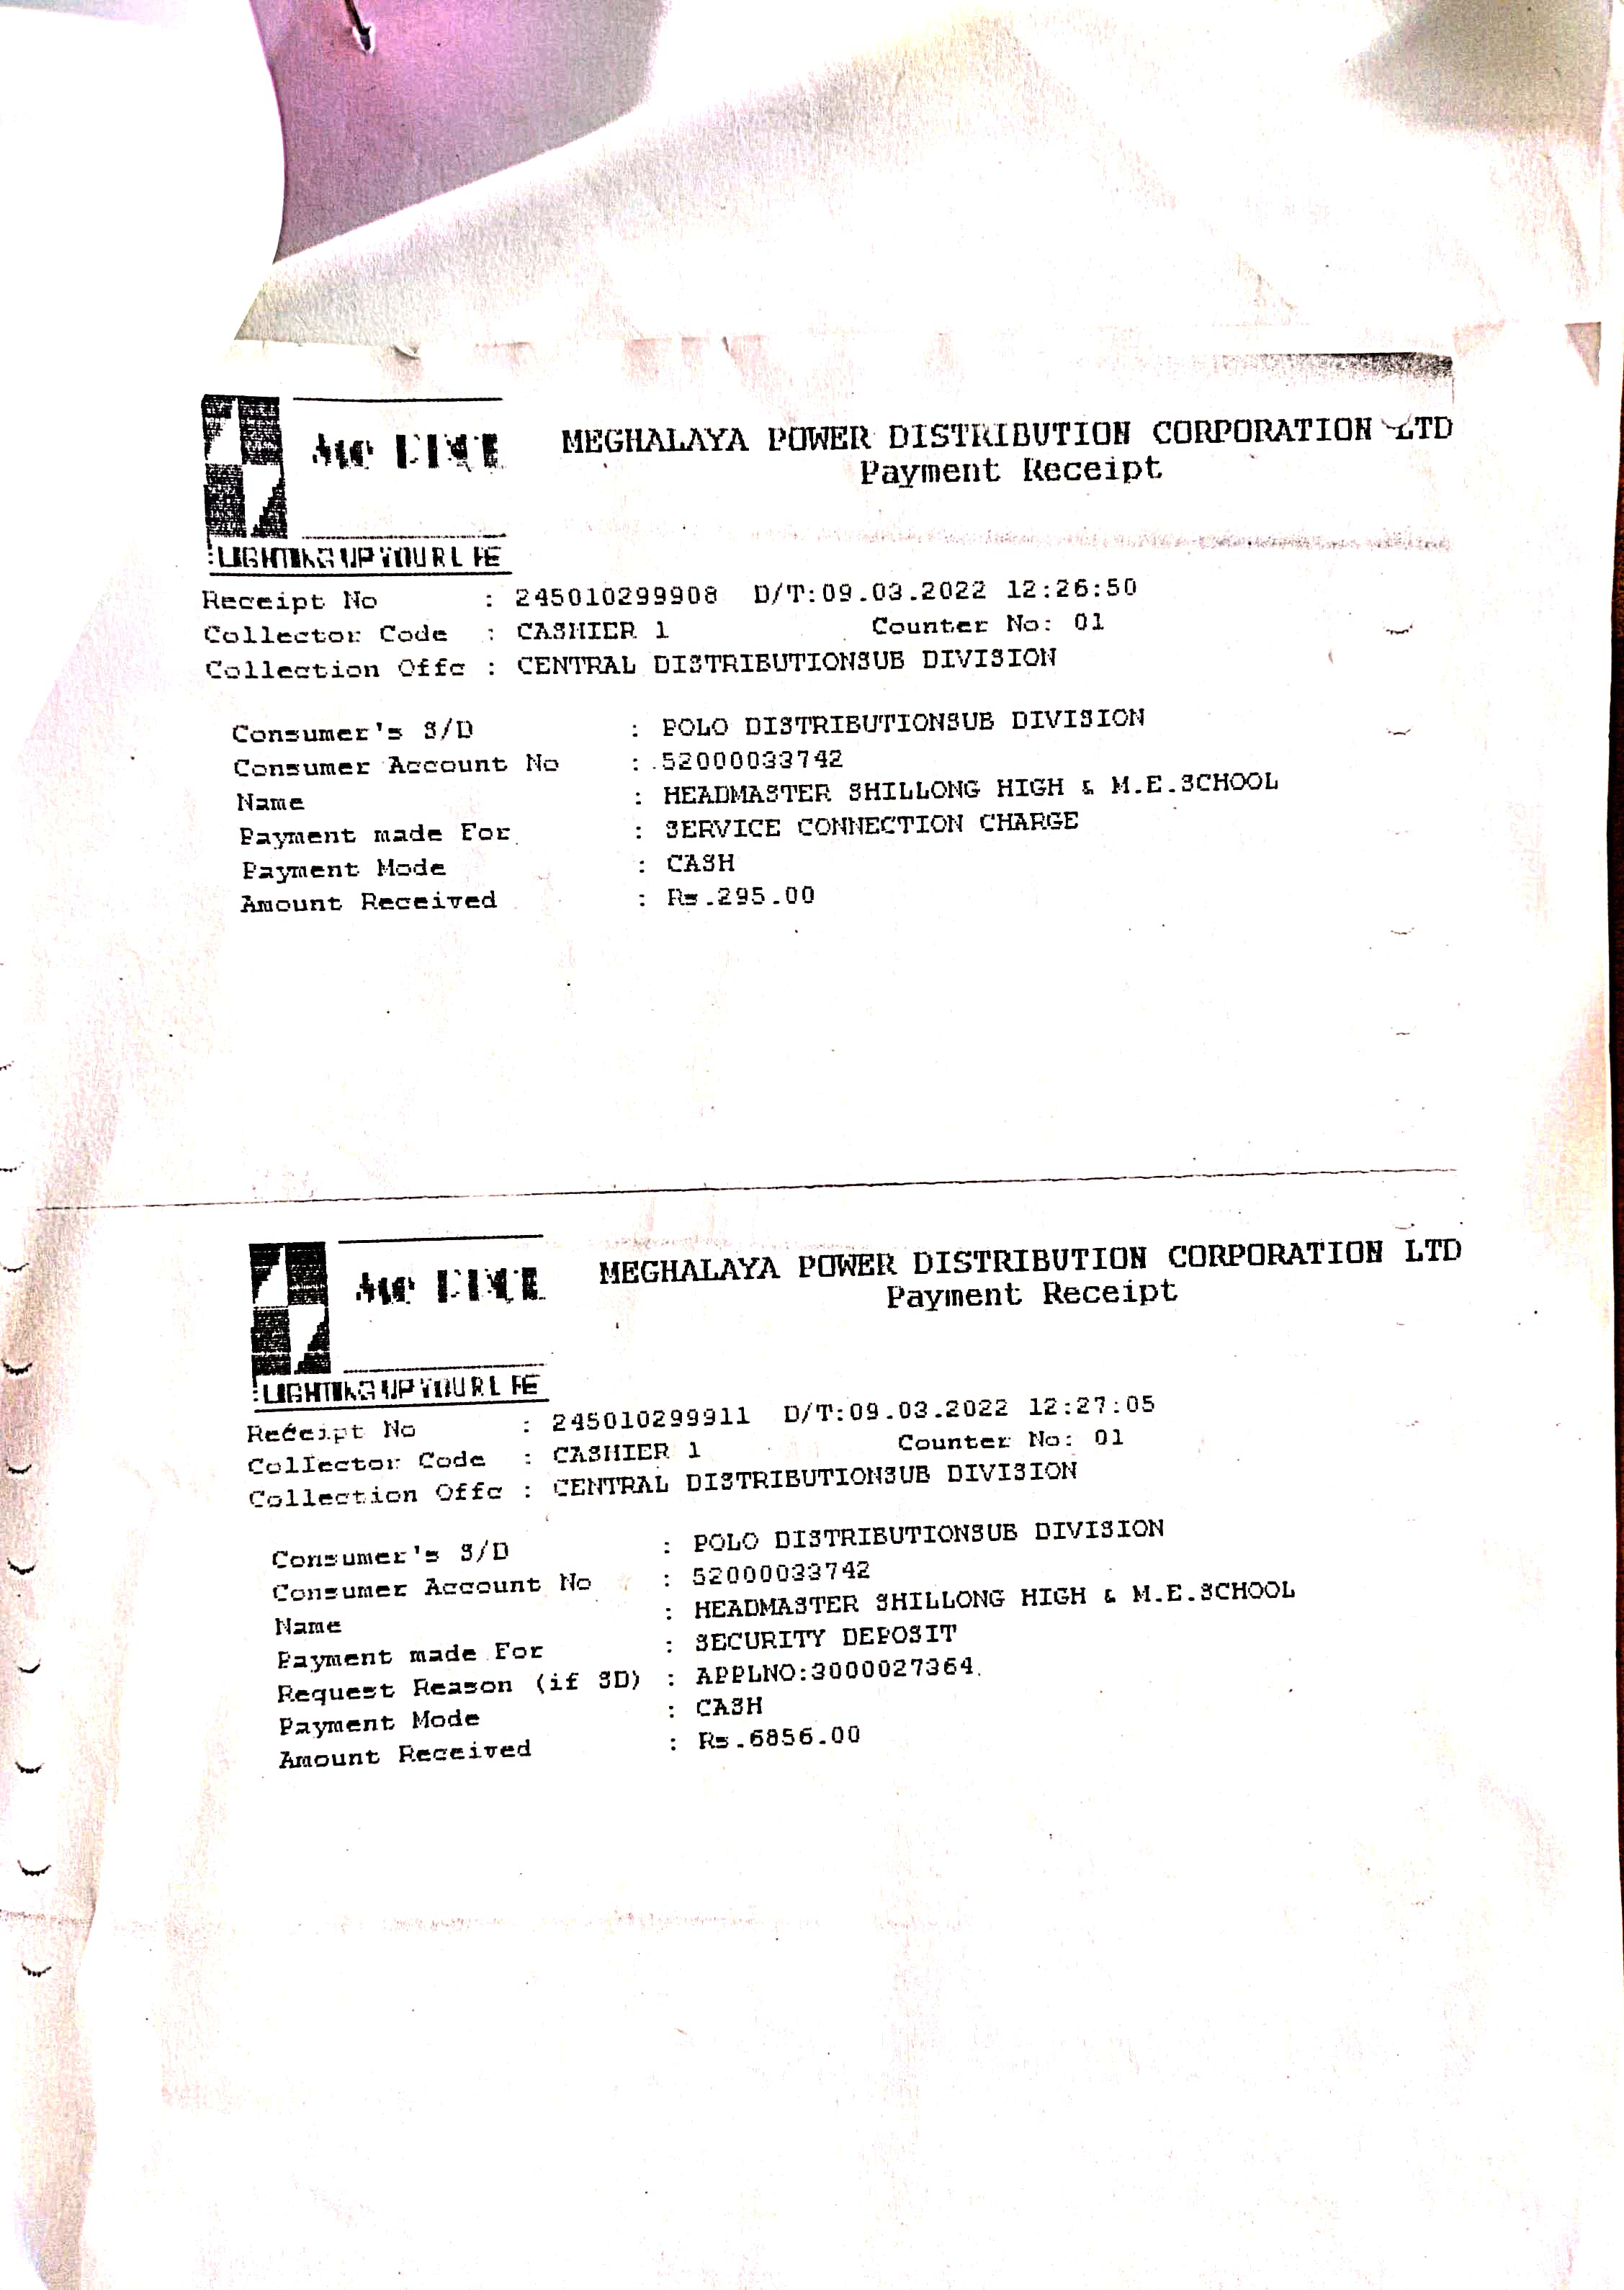 MEGHALAYA POWER DISTRIBUTION CORPORATION LTD
Payment Receipt
LIGHTING UP YOUR L FE
Receipt No : 245010299908 D/T:09.03.2022 12:26:50
Collector Code : CASHIER 1 Counter No: 01
Collection Offc : CENTRAL DISTRIBUTIONSUB DIVISION
Consumer's S/D : POLO DISTRIBUTIONSUB DIVISION
Consumer Account No : 52000033742
Name : HEADMASTER SHILLONG HIGH & M.E.SCHOOL
Payment made For : SERVICE CONNECTION CHARGE
Payment Mode : CASH
Amount Received : Rs.295.00
MEGHALAYA POWER DISTRIBUTION CORPORATION LTD
Payment Receipt
LIGHTING UP YOUR L FE
Receipt No : 245010299911 D/T:09.03.2022 12:27:05
Collector Code : CASHIER 1 Counter No: 01
Collection Offc : CENTRAL DISTRIBUTIONSUB DIVISION
Consumer's S/D : POLO DISTRIBUTIONSUB DIVISION
Consumer Account No : 52000033742
Name : HEADMASTER SHILLONG HIGH & M.E.SCHOOL
Payment made For : SECURITY DEPOSIT
Request Reason (if SD) : APPLNO:3000027364.
Payment Mode : CASH
Amount Received : Rs.6856.00